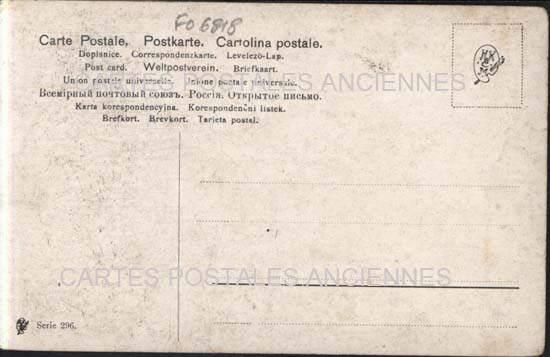 FO 6818
Carte Postale, Postkarte. Cartolina postale.
Dopisnice. Correspondenzkarte. Levelező-Lap.
Post card. Weltpostverein. Briefkaart.
Union postale universelle. Unione postale universale.
Всемірный почтовый союзъ. Россія. Открытое письмо.
Karta korespondencyjna. Korespondenční lístek.
Brefkort. Brevkort. Tarjeta postal.
CARTES POSTALES ANCIENNES
CARTES POSTALES ANCIENNES
Serie 296.